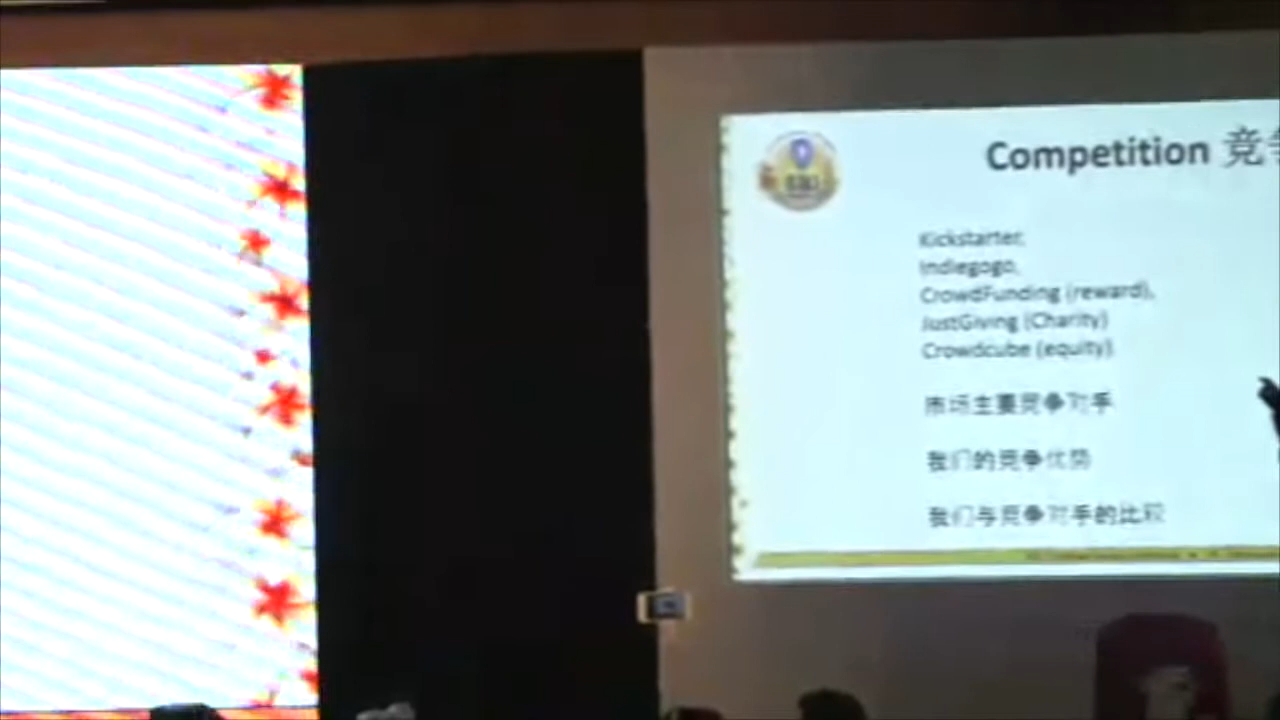 Competition 竞争
Kickstarter,
Indiegogo,
CrowdFunding (reward),
JustGiving (Charity)
Crowdcube (equity)
市场主要竞争对手
我们的竞争优势
我们与竞争对手的比较